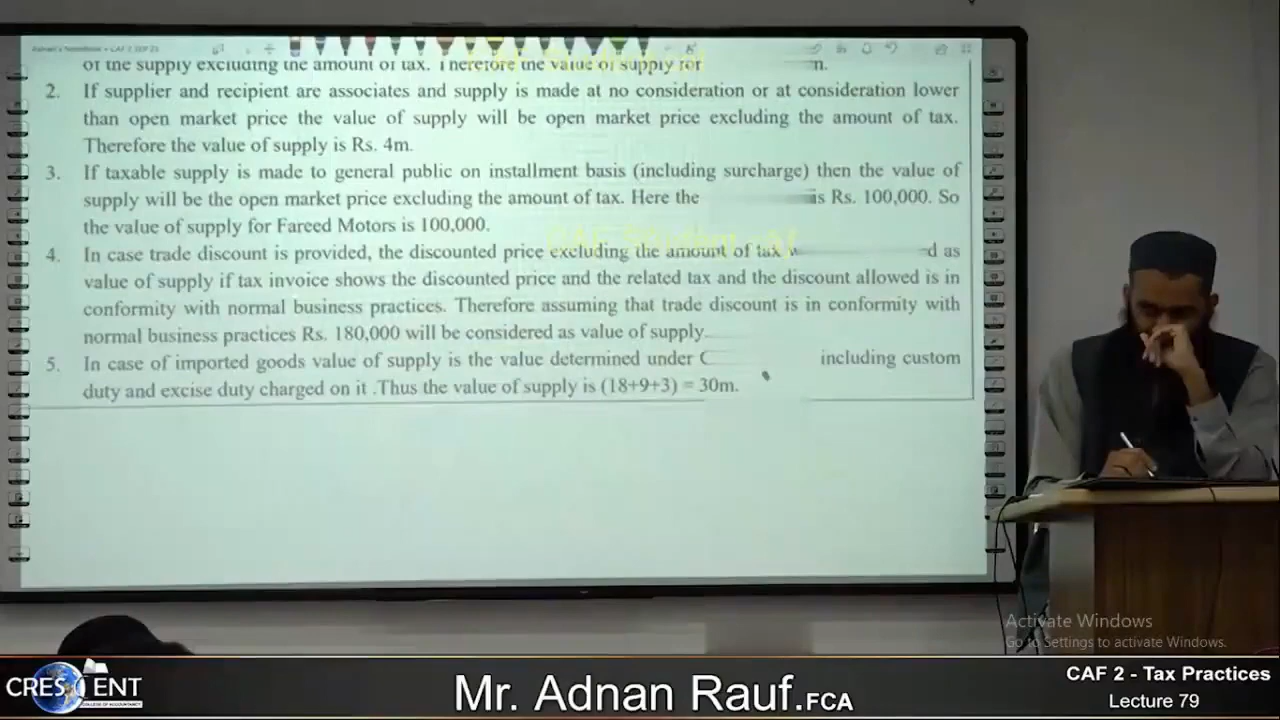 Adnan's Notebook • CAF 2 SEP 23
of the supply excluding the amount of tax. Therefore the value of supply for n.
2. If supplier and recipient are associates and supply is made at no consideration or at consideration lower
than open market price the value of supply will be open market price excluding the amount of tax.
Therefore the value of supply is Rs. 4m.
3. If taxable supply is made to general public on installment basis (including surcharge) then the value of
supply will be the open market price excluding the amount of tax. Here the is Rs. 100,000. So
the value of supply for Fareed Motors is 100,000.
4. In case trade discount is provided, the discounted price excluding the amount of tax d as
value of supply if tax invoice shows the discounted price and the related tax and the discount allowed is in
conformity with normal business practices. Therefore assuming that trade discount is in conformity with
normal business practices Rs. 180,000 will be considered as value of supply.
5. In case of imported goods value of supply is the value determined under C including custom
duty and excise duty charged on it .Thus the value of supply is (18+9+3) = 30m.
Activate Windows
Go to Settings to activate Windows.
CRESCENT
COLLEGE OF ACCOUNTANCY
Mr. Adnan Rauf.FCA
CAF 2 - Tax Practices
Lecture 79